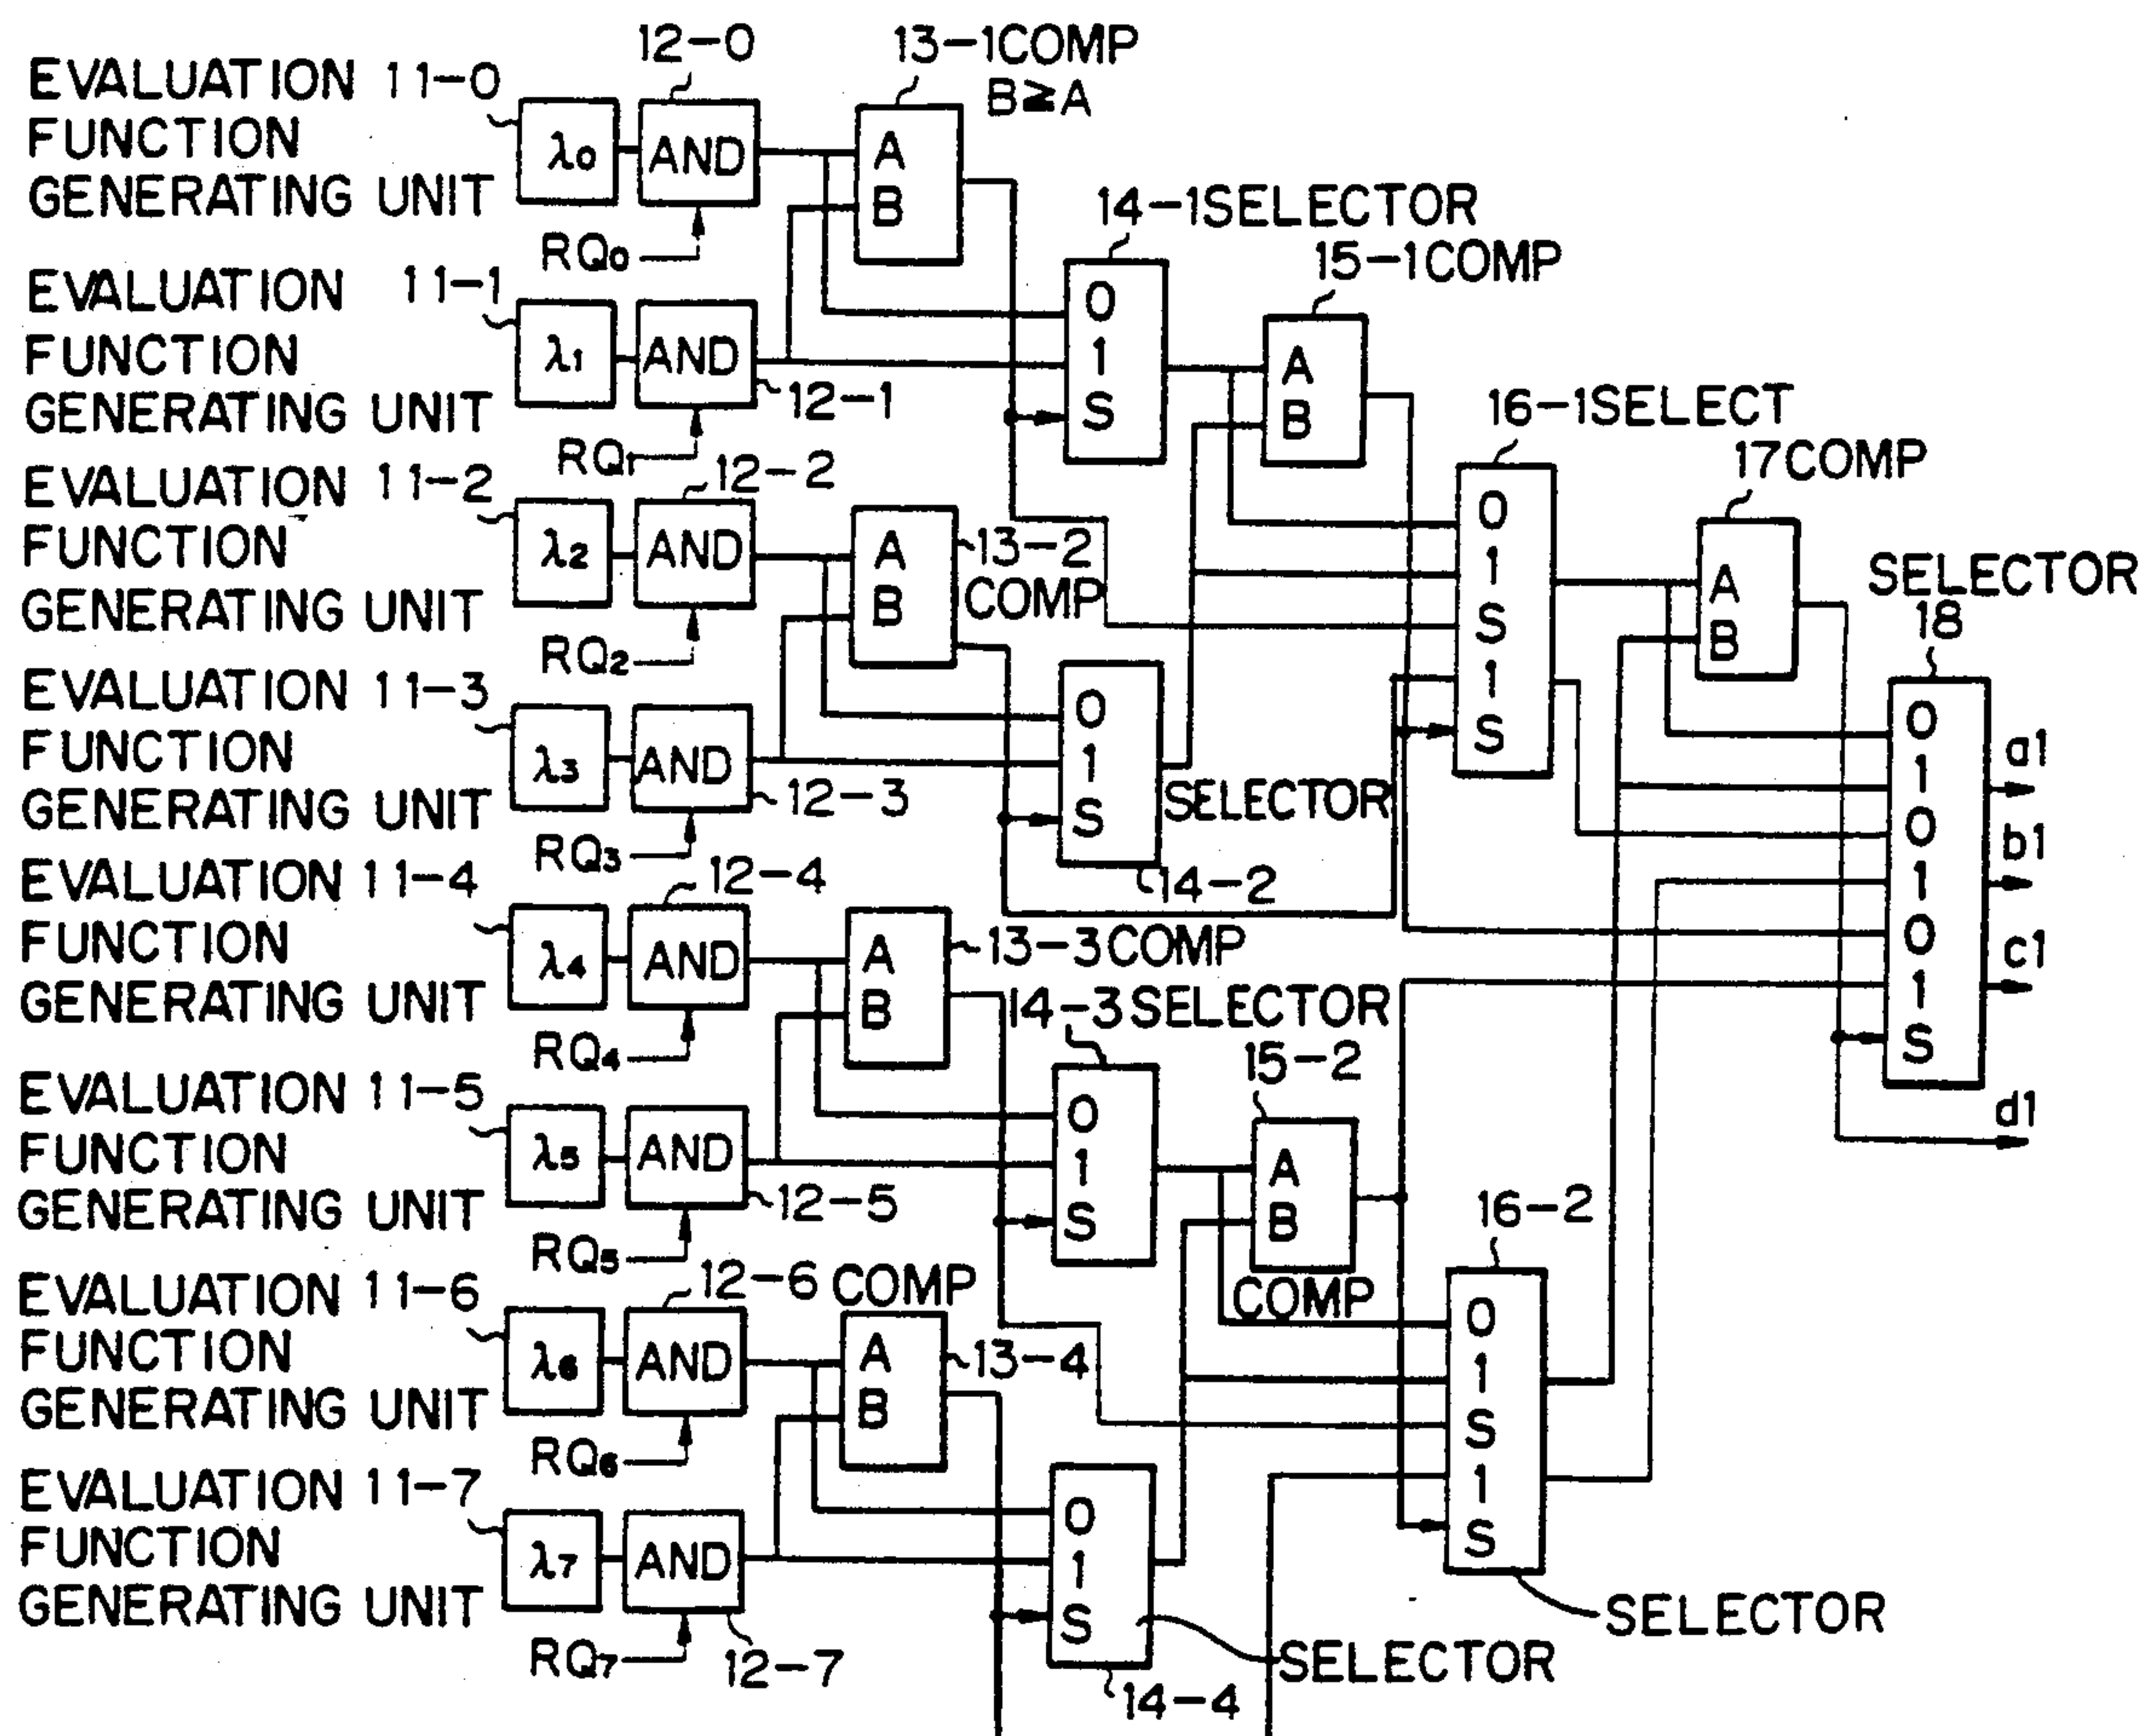 EVALUATION 11-0
FUNCTION
GENERATING UNIT
λ0
12-0
AND
RQ0
13-1COMP
B≧A
A
B
EVALUATION 11-1
FUNCTION
GENERATING UNIT
λ1
AND
12-1
RQ1
14-1SELECTOR
0
1
S
15-1COMP
A
B
EVALUATION 11-2
FUNCTION
GENERATING UNIT
λ2
12-2
AND
RQ2
A
B
13-2
COMP
16-1SELECT
0
1
S
1
S
17COMP
A
B
SELECTOR
18
0
1
0
1
0
1
S
a1
b1
c1
d1
EVALUATION 11-3
FUNCTION
GENERATING UNIT
λ3
AND
12-3
RQ3
0
1
S
SELECTOR
14-2
EVALUATION 11-4
FUNCTION
GENERATING UNIT
λ4
12-4
AND
RQ4
A
B
13-3COMP
14-3SELECTOR
0
1
S
15-2
A
B
COMP
EVALUATION 11-5
FUNCTION
GENERATING UNIT
λ5
AND
12-5
RQ5
EVALUATION 11-6
FUNCTION
GENERATING UNIT
λ6
12-6
AND
RQ6
COMP
A
B
13-4
16-2
0
1
S
1
S
SELECTOR
EVALUATION 11-7
FUNCTION
GENERATING UNIT
λ7
AND
12-7
RQ7
0
1
S
SELECTOR
14-4